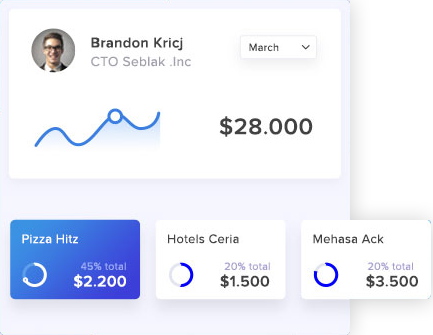 Brandon Kricj
CTO Seblak .Inc
March
$28.000
Pizza Hitz
45% total
$2.200
Hotels Ceria
20% total
$1.500
Mehasa Ack
20% total
$3.500